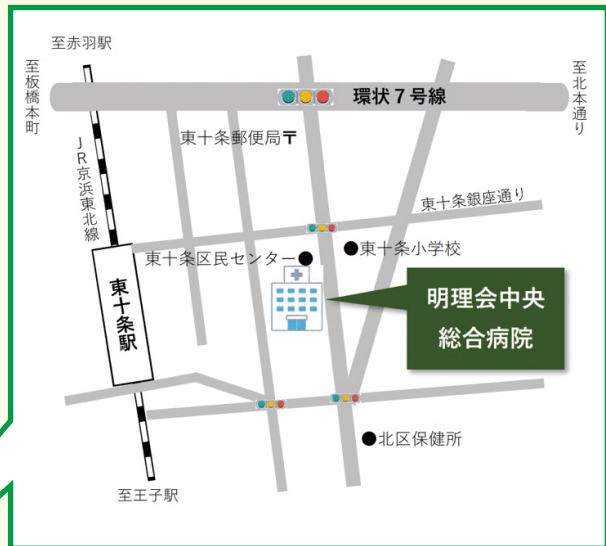 至赤羽駅
至板橋本町
環状７号線
至北本通り
東十条郵便局〒
JR京浜東北線
東十条銀座通り
東十条小学校
東十条区民センター
東十条駅
明理会中央
総合病院
北区保健所
至王子駅